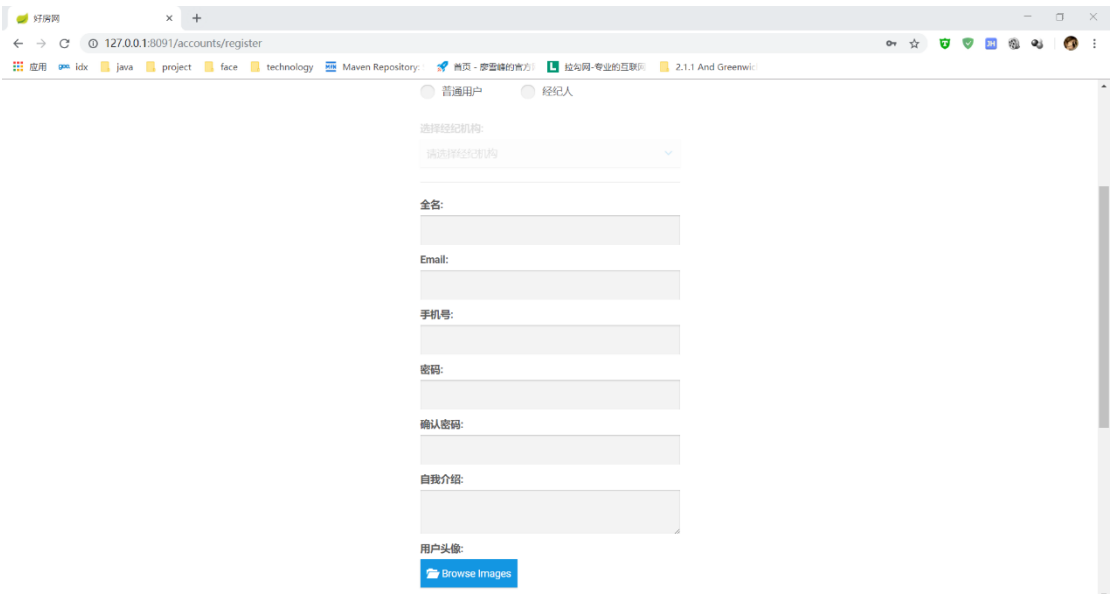 好房网
127.0.0.1:8091/accounts/register
应用 idx java project face technology Maven Repository: 首页 - 廖雪峰的官方 拉勾网-专业的互联网 2.1.1 And Greenwic
普通用户 经纪人
选择经纪机构:
请选择经纪机构
全名:
Email:
手机号:
密码:
确认密码:
自我介绍:
用户头像:
Browse Images